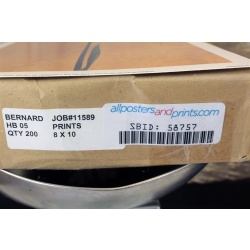 BERNARD JOB#11589
HB 05 PRINTS
QTY 200 8 X 10
allpostersandprints.com
SBID: 58757